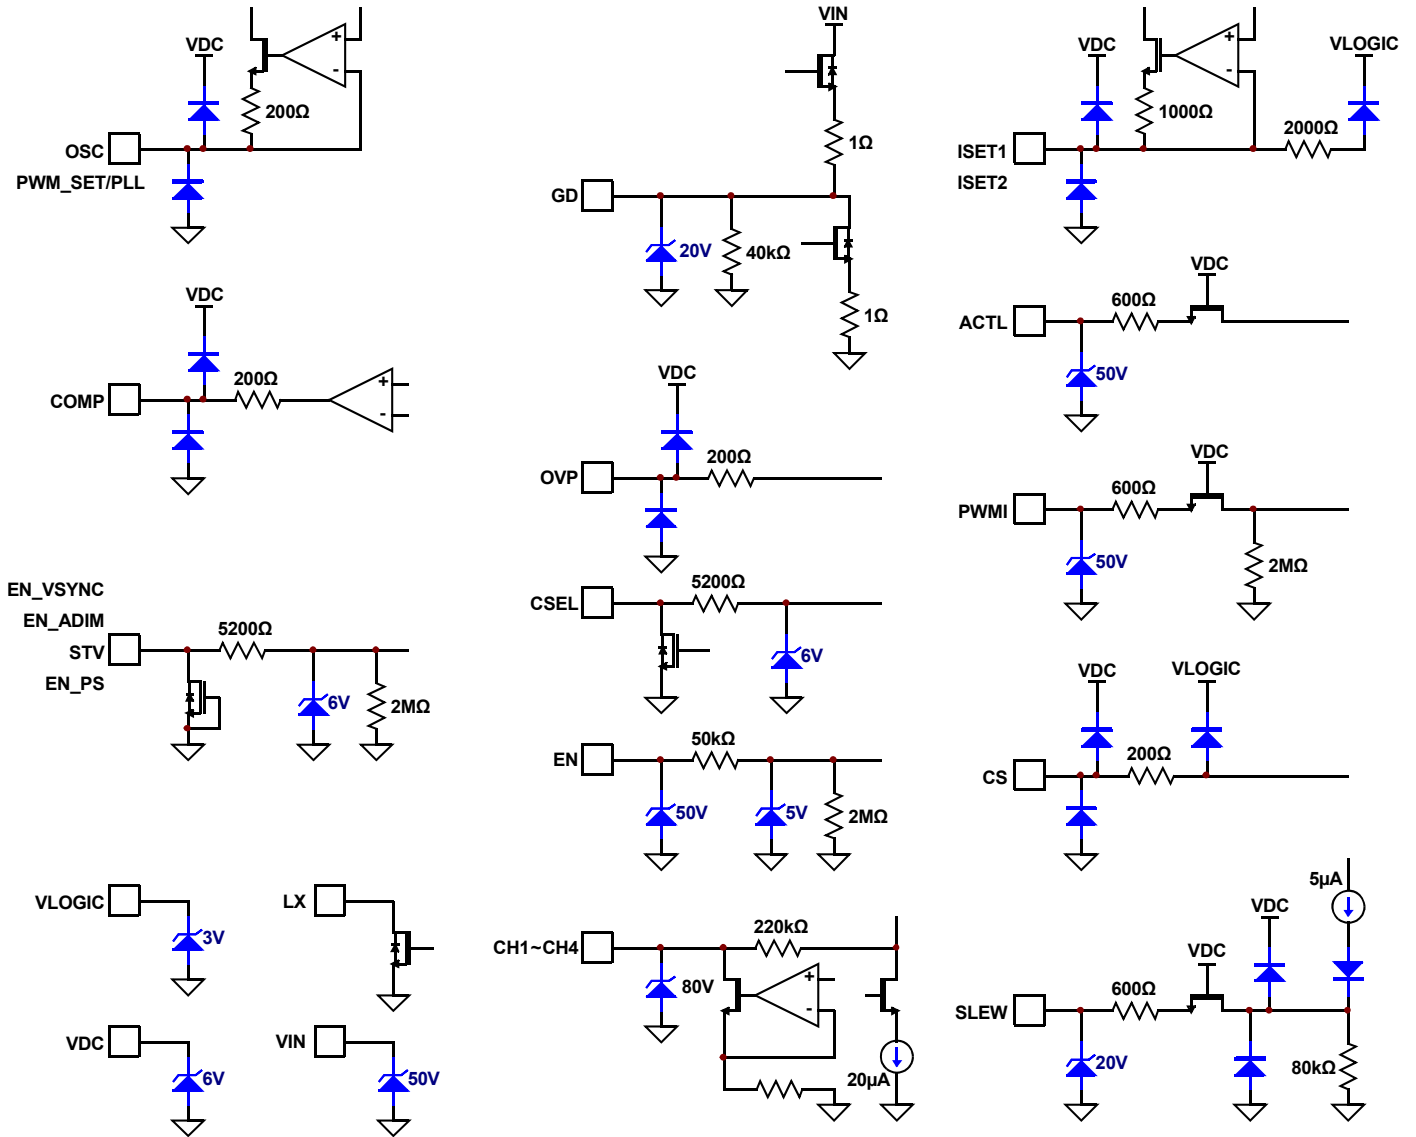 VDC
+
-
200Ω
OSC
PWM_SET/PLL
VDC
200Ω
+
-
COMP
EN_VSYNC
EN_ADIM
STV
EN_PS
5200Ω
6V
2MΩ
VLOGIC
3V
LX
VDC
6V
VIN
50V
VIN
1Ω
GD
20V
40kΩ
1Ω
VDC
OVP
200Ω
CSEL
5200Ω
6V
EN
50kΩ
50V
5V
2MΩ
CH1~CH4
220kΩ
80V
+
-
20µA
VDC
+
-
VLOGIC
1000Ω
2000Ω
ISET1
ISET2
VDC
600Ω
ACTL
50V
VDC
600Ω
PWMI
50V
2MΩ
VDC
VLOGIC
200Ω
CS
5µA
VDC
VDC
600Ω
SLEW
20V
80kΩ